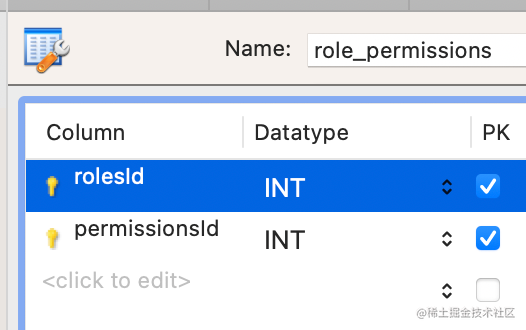 Name: role_permissions
Column Datatype PK
rolesId INT
permissionsId INT
<click to edit>
@稀土掘金技术社区